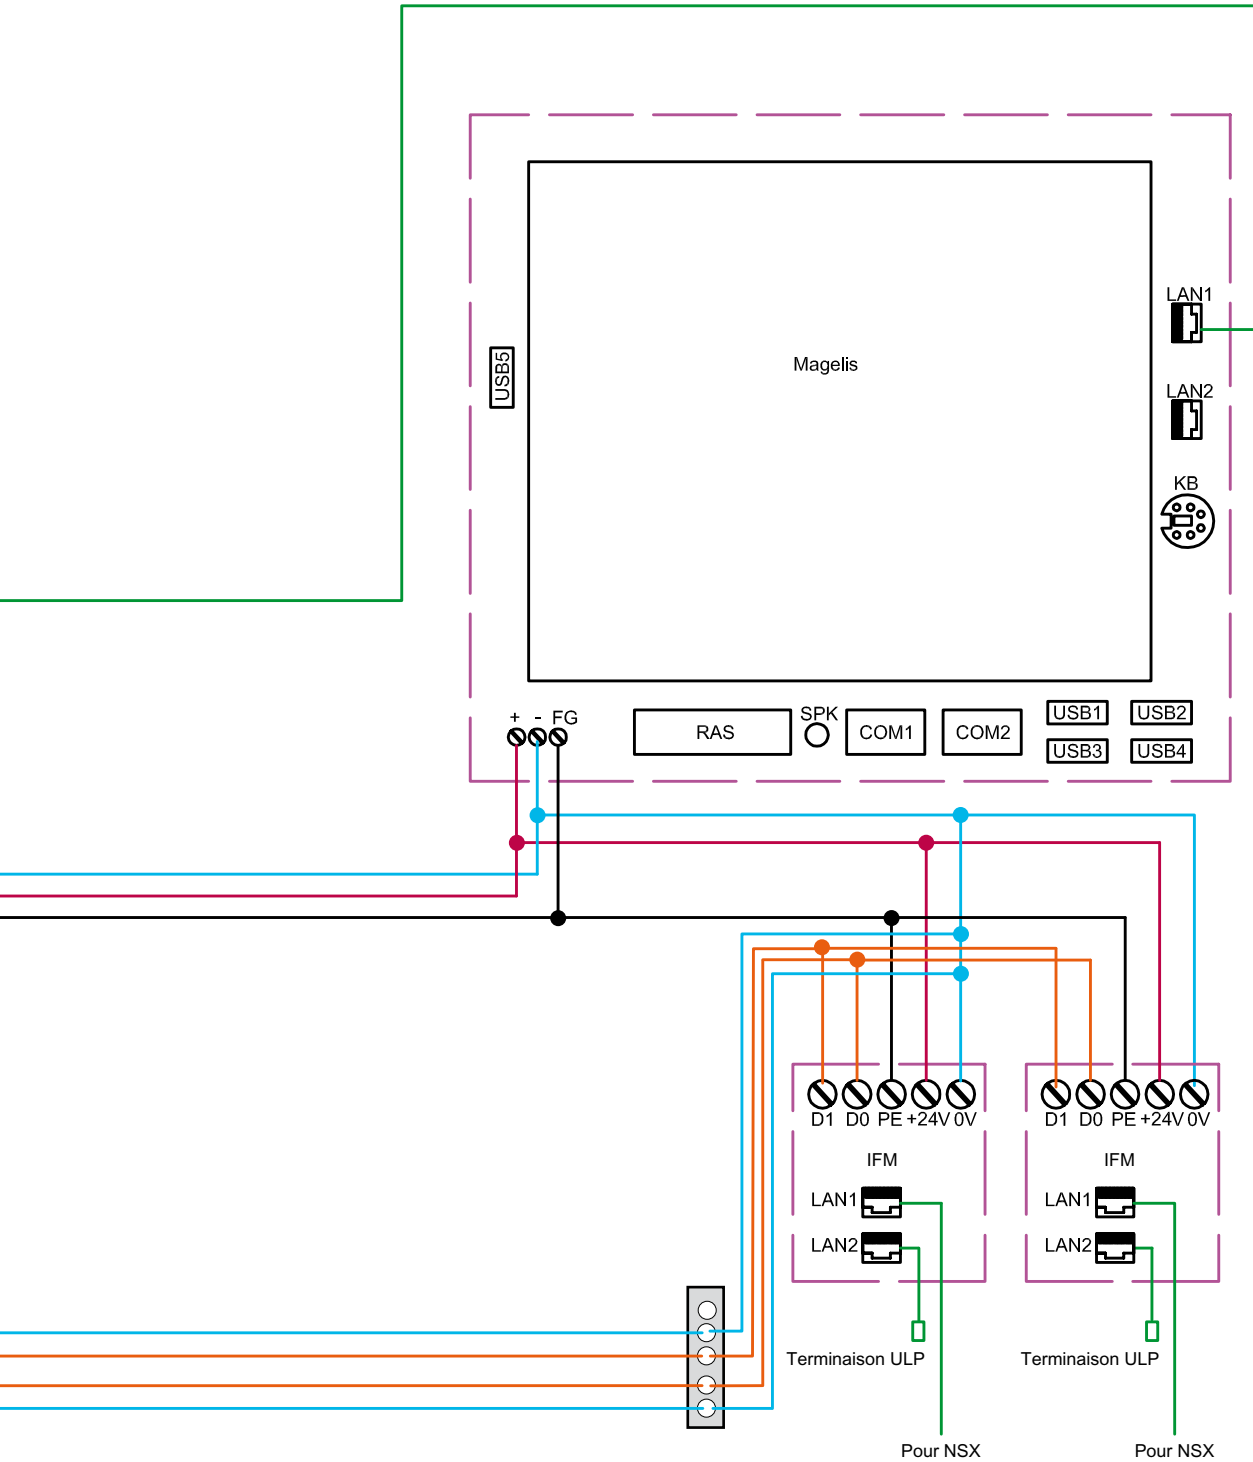 LAN1
Magelis
USB5
LAN2
KB
+ - FG
RAS
SPK
COM1
COM2
USB1
USB2
USB3
USB4
D1 D0 PE +24V 0V
D1 D0 PE +24V 0V
IFM
IFM
LAN1
LAN1
LAN2
LAN2
Terminaison ULP
Terminaison ULP
Pour NSX
Pour NSX